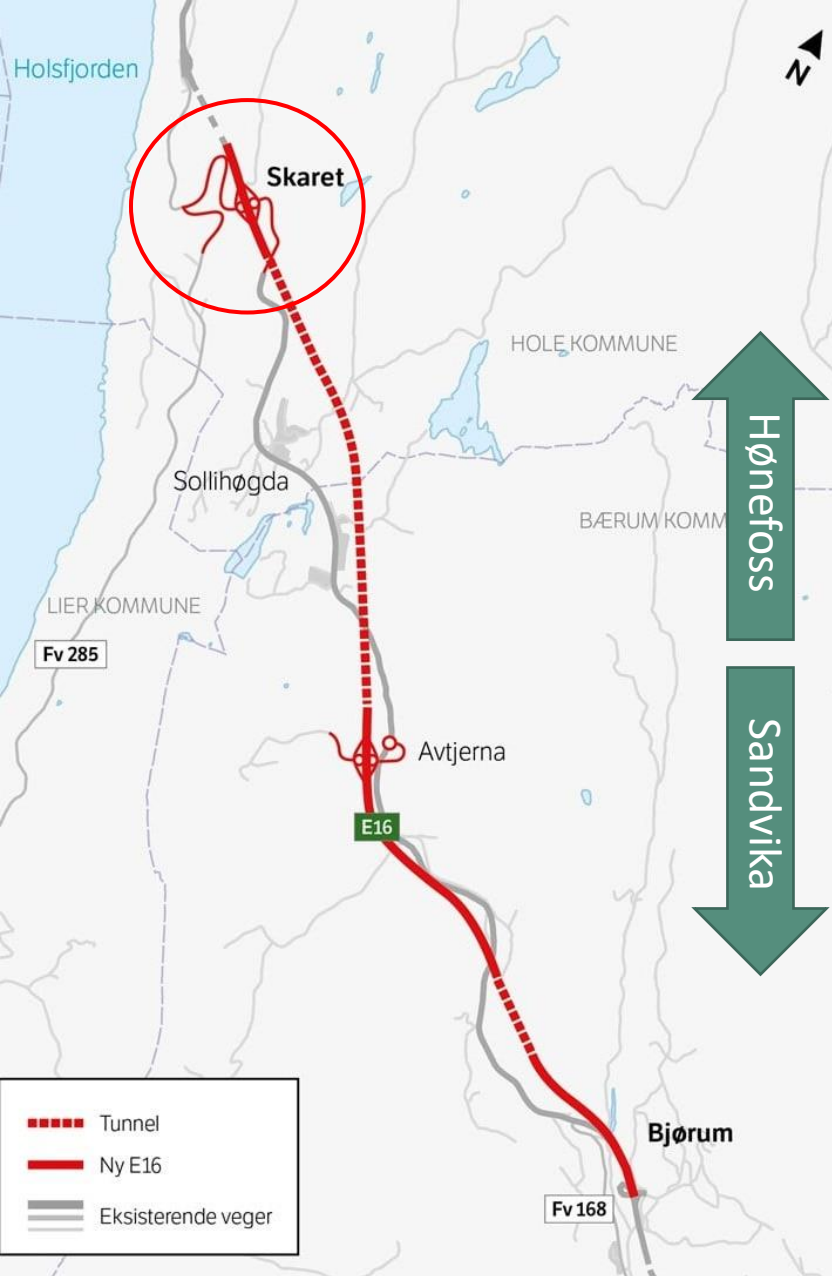 Holsfjorden
N
Skaret
HOLE KOMMUNE
Hønefoss
Sollihøgda
BÆRUM KOMM
LIER KOMMUNE
Fv 285
Sandvika
Avtjerna
E16
Tunnel
Ny E16
Eksisterende veger
Bjørum
Fv 168